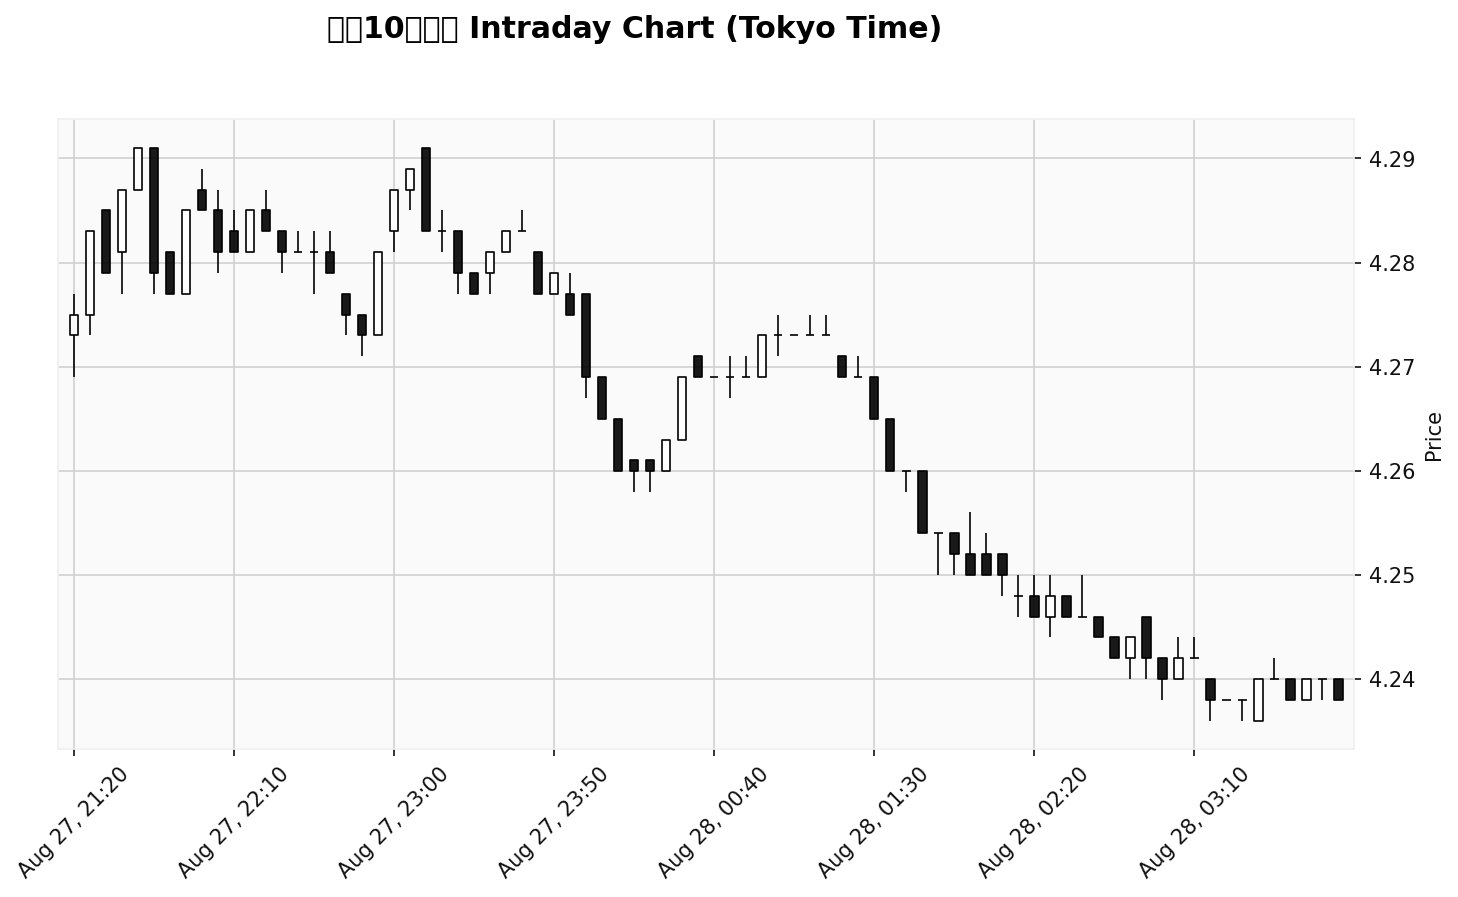 10 Intraday Chart (Tokyo Time)
4.29
4.28
4.27
4.26
4.25
4.24
Price
Aug 27, 21:20
Aug 27, 22:10
Aug 27, 23:00
Aug 27, 23:50
Aug 28, 00:40
Aug 28, 01:30
Aug 28, 02:20
Aug 28, 03:10